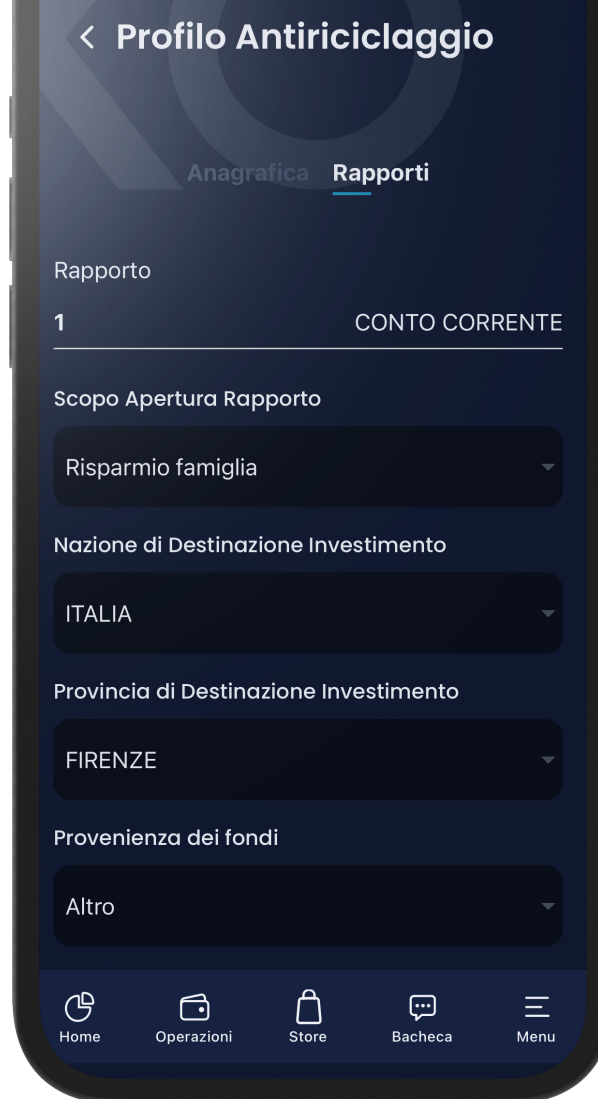 Profilo Antiriciclaggio
Anagrafica Rapporti
Rapporto
1 CONTO CORRENTE
Scopo Apertura Rapporto
Risparmio famiglia
Nazione di Destinazione Investimento
ITALIA
Provincia di Destinazione Investimento
FIRENZE
Provenienza dei fondi
Altro
Home Operazioni Store Bacheca Menu